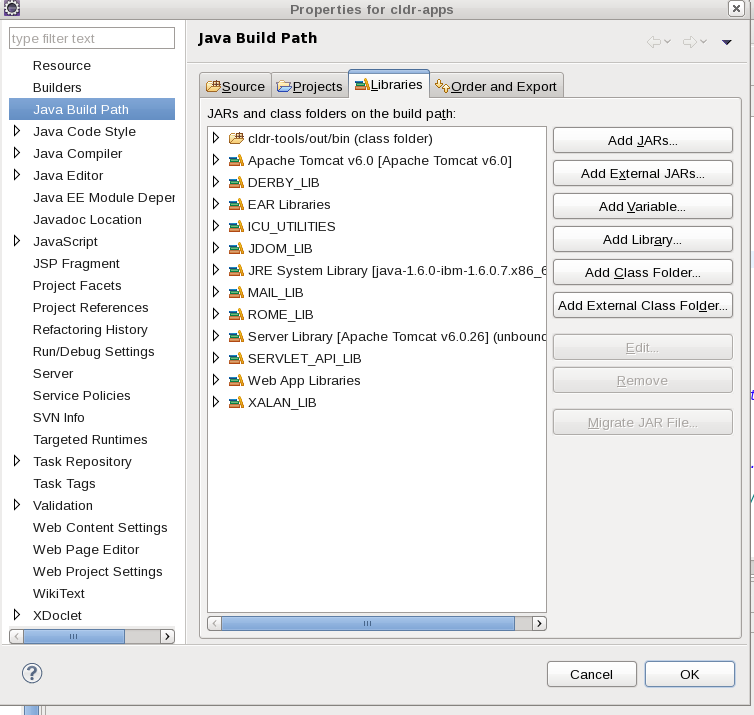 Properties for cldr-apps
type filter text
Resource
Builders
Java Build Path
Java Code Style
Java Compiler
Java Editor
Java EE Module Deper
Javadoc Location
JavaScript
JSP Fragment
Project Facets
Project References
Refactoring History
Run/Debug Settings
Server
Service Policies
SVN Info
Targeted Runtimes
Task Repository
Task Tags
Validation
Web Content Settings
Web Page Editor
Web Project Settings
WikiText
XDoclet
Java Build Path
Source
Projects
Libraries
Order and Export
JARs and class folders on the build path:
cldr-tools/out/bin (class folder)
Apache Tomcat v6.0 [Apache Tomcat v6.0]
DERBY_LIB
EAR Libraries
ICU_UTILITIES
JDOM_LIB
JRE System Library [java-1.6.0-ibm-1.6.0.7.x86_6
MAIL_LIB
ROME_LIB
Server Library [Apache Tomcat v6.0.26] (unbound
SERVLET_API_LIB
Web App Libraries
XALAN_LIB
Add JARs...
Add External JARs...
Add Variable...
Add Library...
Add Class Folder...
Add External Class Folder...
Edit...
Remove
Migrate JAR File...
?
Cancel
OK